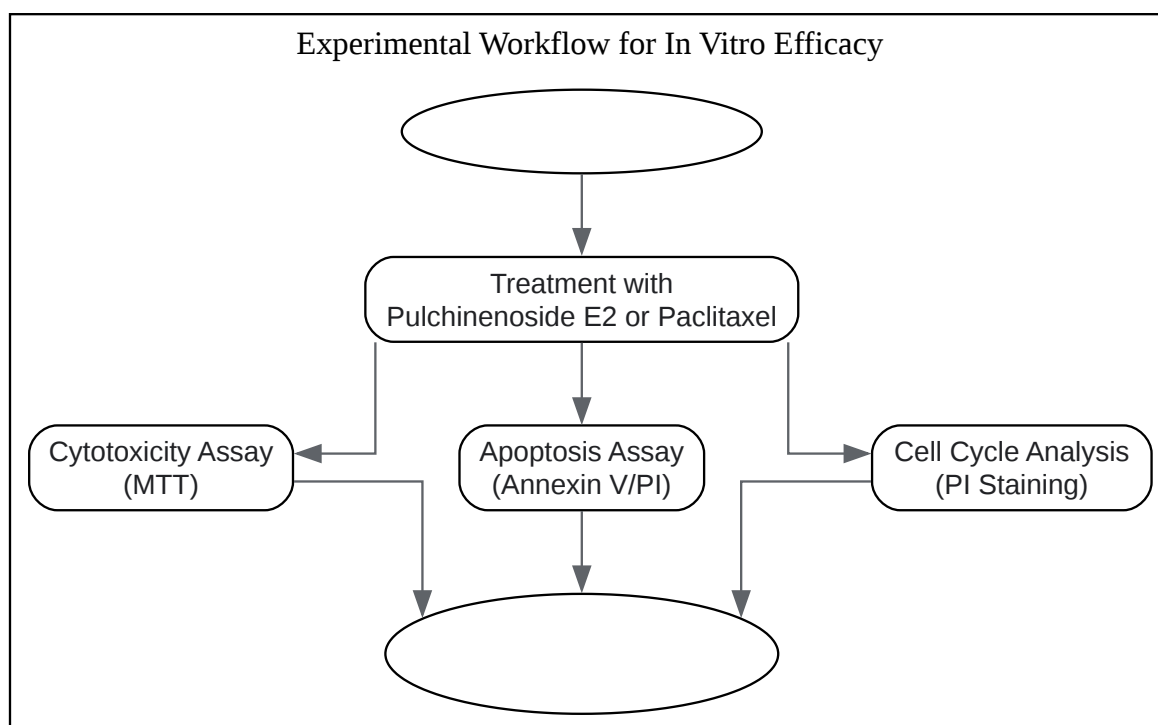 Experimental Workflow for In Vitro Efficacy
Treatment with
Pulchinenoside E2 or Paclitaxel
Cytotoxicity Assay
(MTT)
Apoptosis Assay
(Annexin V/PI)
Cell Cycle Analysis
(PI Staining)